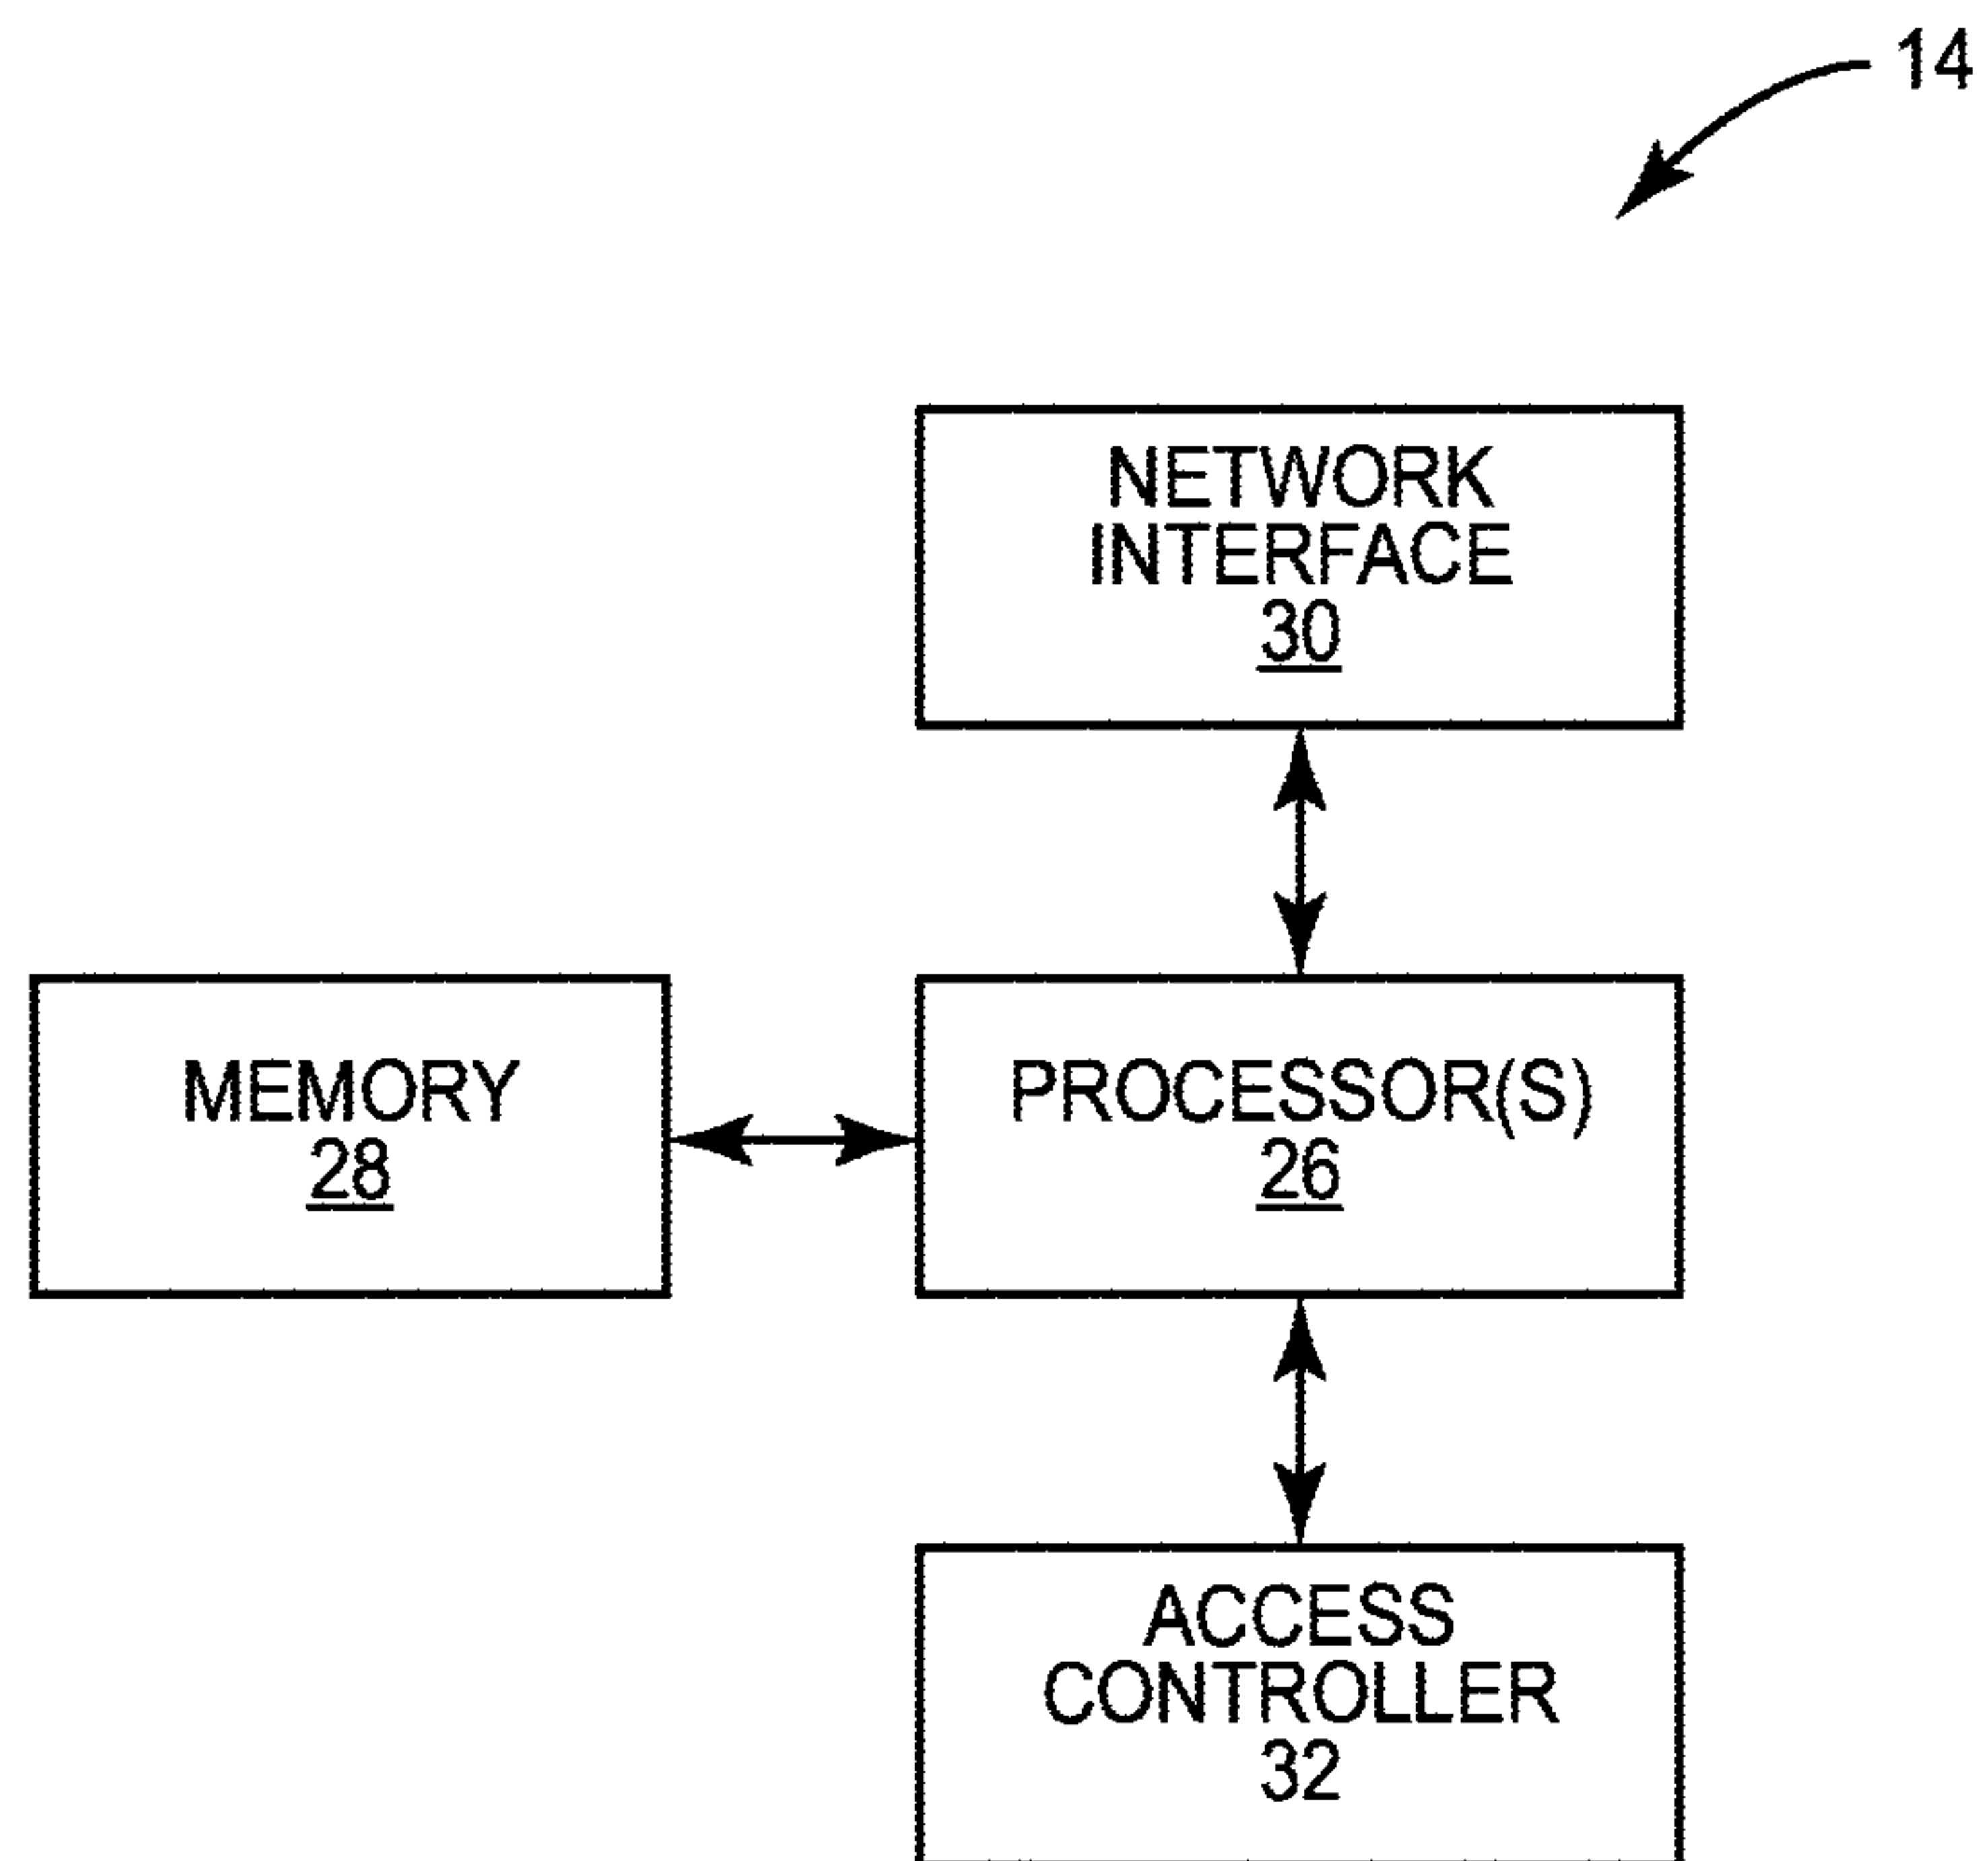 14
NETWORK
INTERFACE
30
MEMORY
28
PROCESSOR(S)
26
ACCESS
CONTROLLER
32